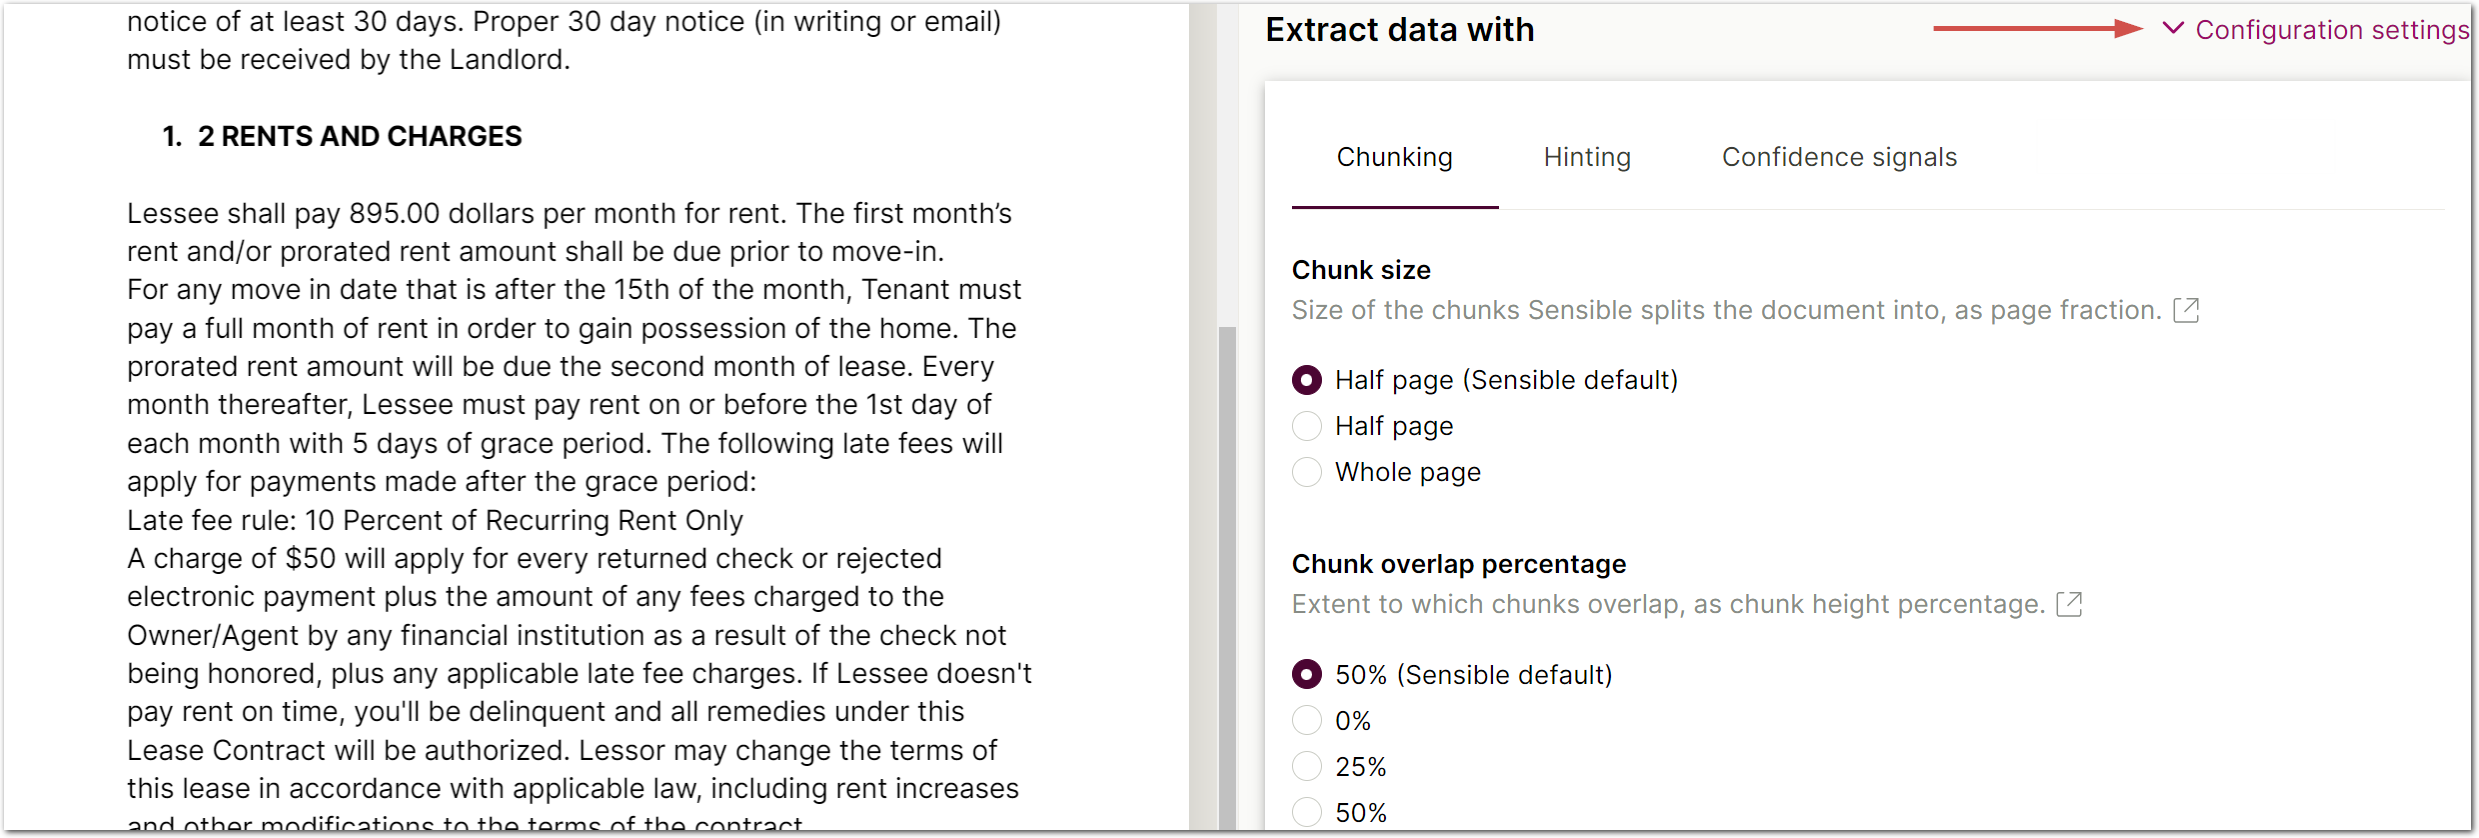 notice of at least 30 days. Proper 30 day notice (in writing or email)
must be received by the Landlord.
1. 2 RENTS AND CHARGES
Lessee shall pay 895.00 dollars per month for rent. The first month’s
rent and/or prorated rent amount shall be due prior to move-in.
For any move in date that is after the 15th of the month, Tenant must
pay a full month of rent in order to gain possession of the home. The
prorated rent amount will be due the second month of lease. Every
month thereafter, Lessee must pay rent on or before the 1st day of
each month with 5 days of grace period. The following late fees will
apply for payments made after the grace period:
Late fee rule: 10 Percent of Recurring Rent Only
A charge of $50 will apply for every returned check or rejected
electronic payment plus the amount of any fees charged to the
Owner/Agent by any financial institution as a result of the check not
being honored, plus any applicable late fee charges. If Lessee doesn't
pay rent on time, you'll be delinquent and all remedies under this
Lease Contract will be authorized. Lessor may change the terms of
this lease in accordance with applicable law, including rent increases
and other modifications to the terms of the contract
Extract data with
Configuration settings
Chunking
Hinting
Confidence signals
Chunk size
Size of the chunks Sensible splits the document into, as page fraction.
Half page (Sensible default)
Half page
Whole page
Chunk overlap percentage
Extent to which chunks overlap, as chunk height percentage.
50% (Sensible default)
0%
25%
50%